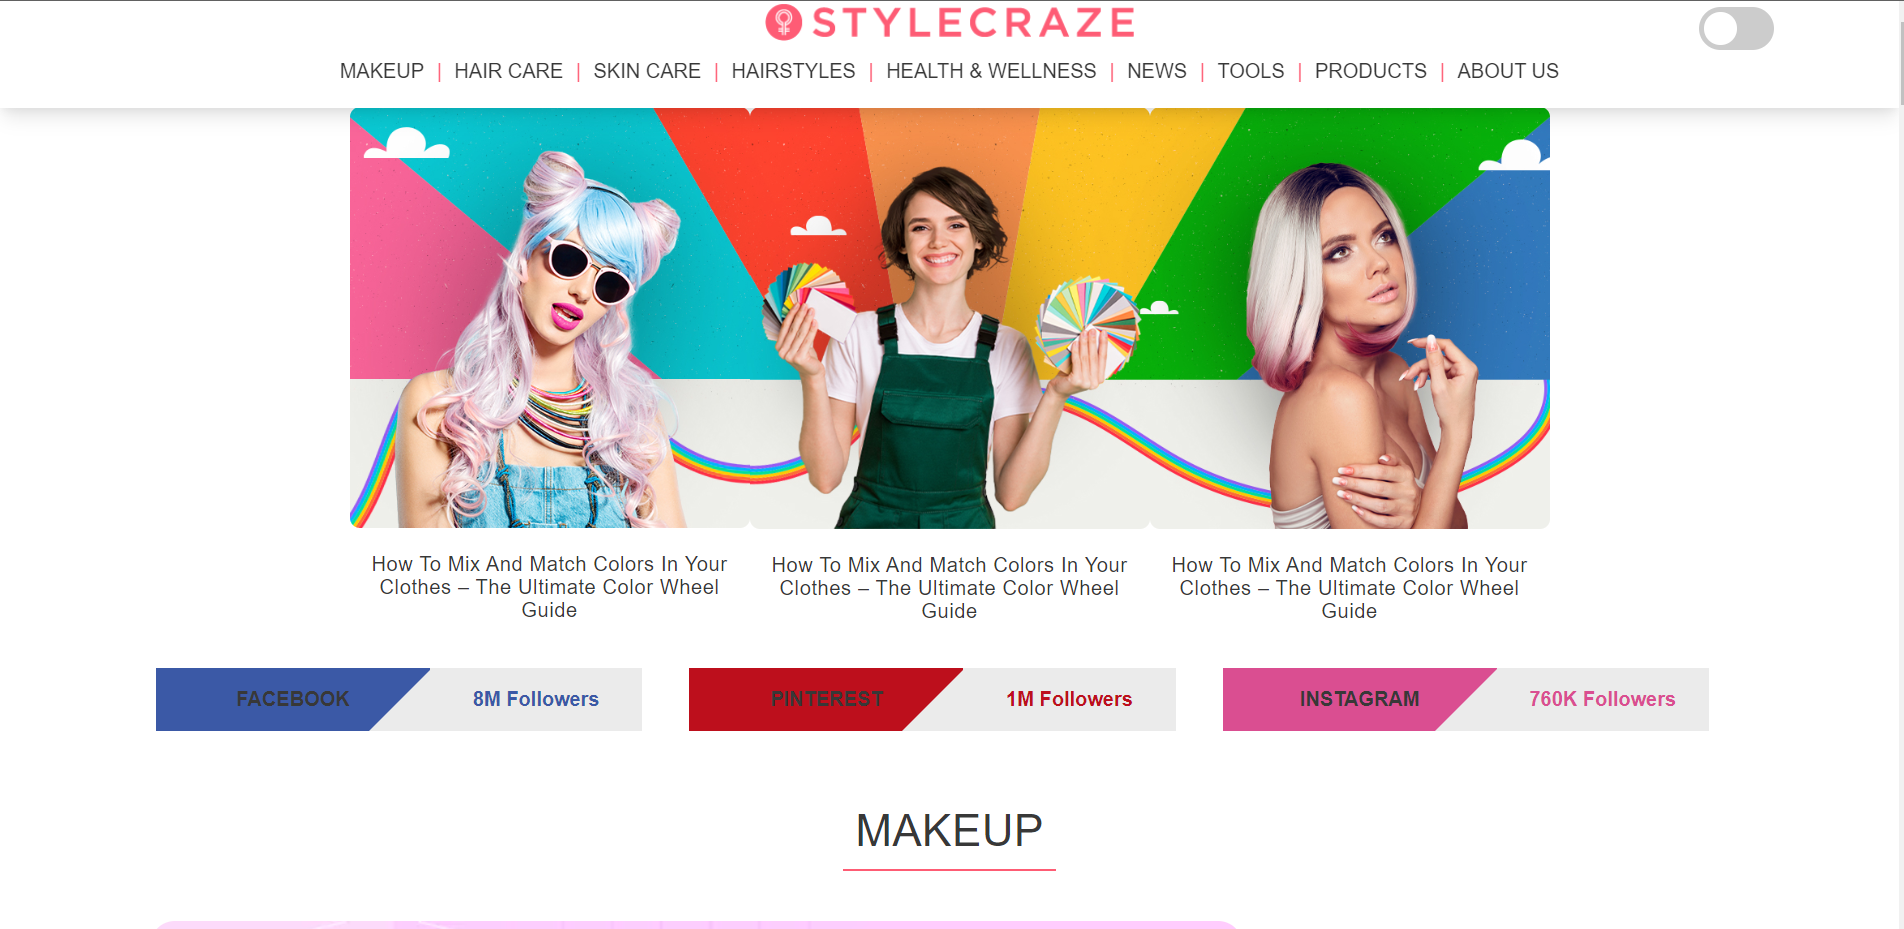 STYLECRAZE
MAKEUP | HAIR CARE | SKIN CARE | HAIRSTYLES | HEALTH & WELLNESS | NEWS | TOOLS | PRODUCTS | ABOUT US
How To Mix And Match Colors In Your
Clothes – The Ultimate Color Wheel
Guide
How To Mix And Match Colors In Your
Clothes – The Ultimate Color Wheel
Guide
How To Mix And Match Colors In Your
Clothes – The Ultimate Color Wheel
Guide
FACEBOOK 8M Followers
PINTEREST 1M Followers
INSTAGRAM 760K Followers
MAKEUP